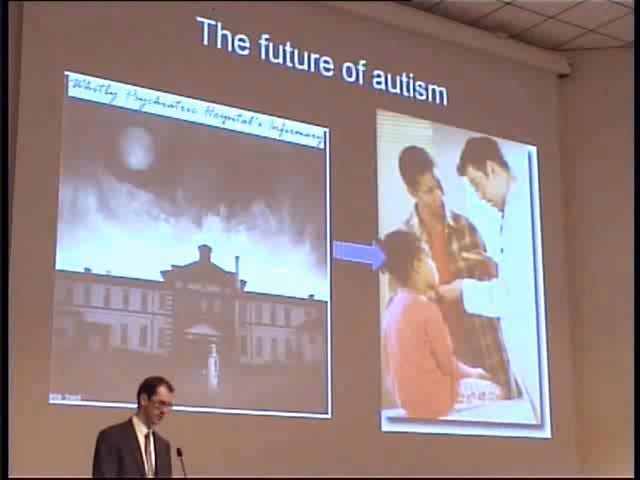 The future of autism
Whitby Psychiatric Hospital's Infirmary